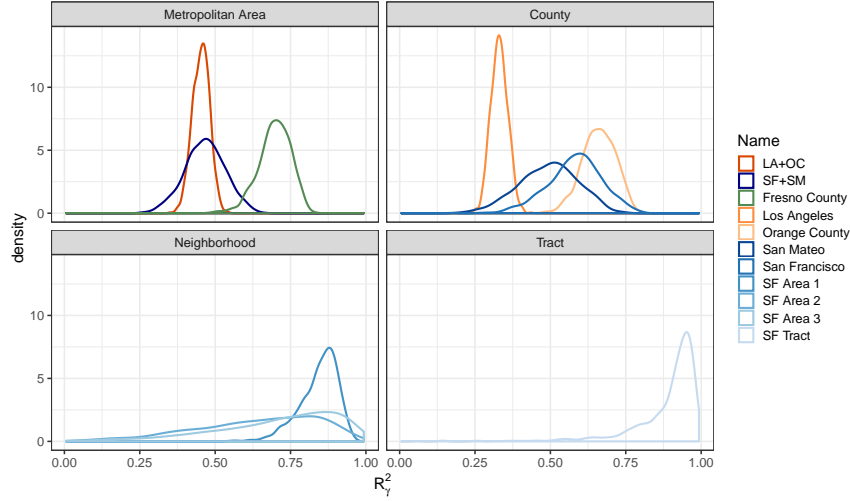 Metropolitan Area
County
density
10
5
0
Neighborhood
Tract
10
5
0
0.00 0.25 0.50 0.75 1.00
0.00 0.25 0.50 0.75 1.00
R²γ
Name
LA+OC
SF+SM
Fresno County
Los Angeles
Orange County
San Mateo
San Francisco
SF Area 1
SF Area 2
SF Area 3
SF Tract